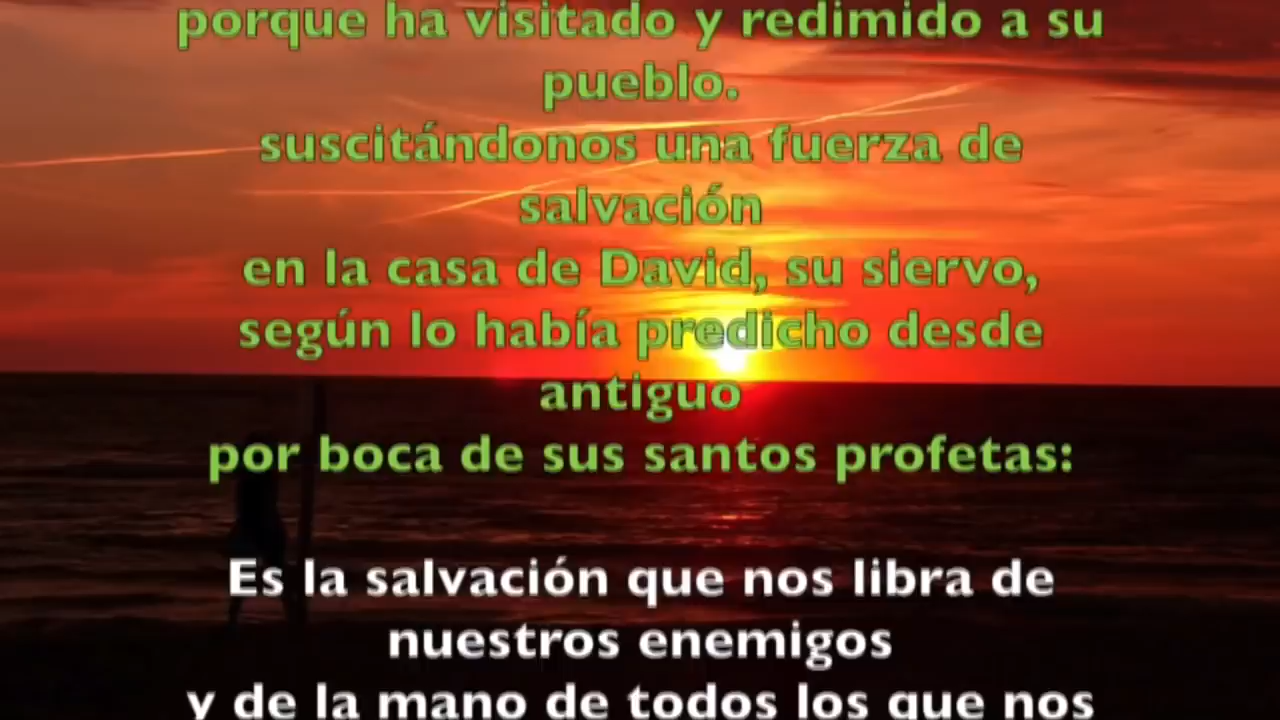 porque ha visitado y redimido a su
pueblo.
suscitándonos una fuerza de
salvación
en la casa de David, su siervo,
según lo había predicho desde
antiguo
por boca de sus santos profetas:
Es la salvación que nos libra de
nuestros enemigos
y de la mano de todos los que nos